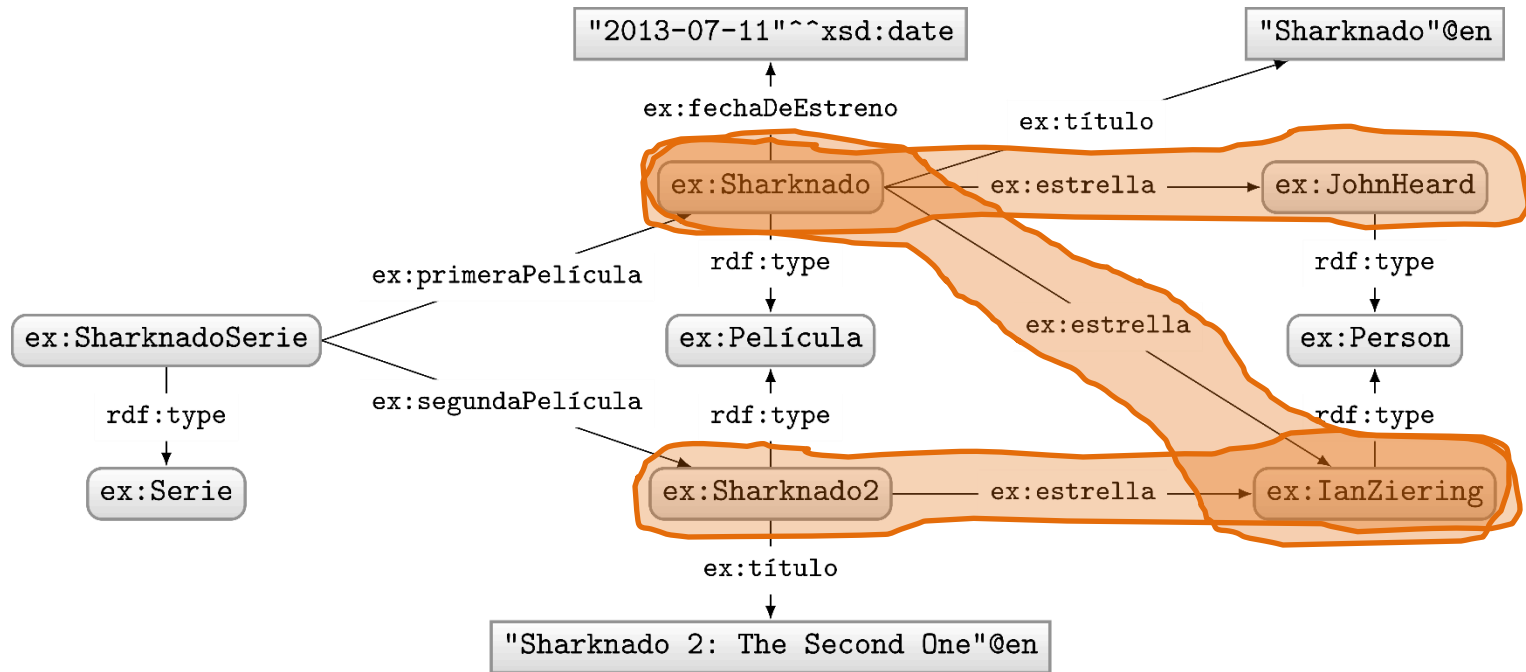 "2013-07-11"^^xsd:date
"Sharknado"@en
ex:fechaDeEstreno
ex:título
ex:Sharknado
ex:estrella
ex:JohnHeard
ex:primeraPelícula
rdf:type
rdf:type
ex:SharknadoSerie
ex:Película
ex:estrella
ex:Person
rdf:type
ex:segundaPelícula
rdf:type
rdf:type
ex:Serie
ex:Sharknado2
ex:estrella
ex:IanZiering
ex:título
"Sharknado 2: The Second One"@en